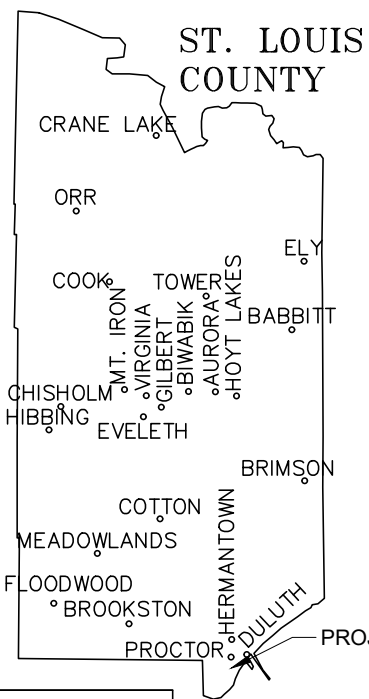 ST. LOUIS
COUNTY
CRANE LAKE
ORR
ELY
COOK
TOWER
MT. IRON
VIRGINIA
GILBERT
BIWABIK
AURORA
HOYT LAKES
BABBITT
CHISHOLM
HIBBING
EVELETH
BRIMSON
COTTON
MEADOWLANDS
HERMANTOWN
FLOODWOOD
BROOKSTON
DULUTH
PROCTOR
PROJ